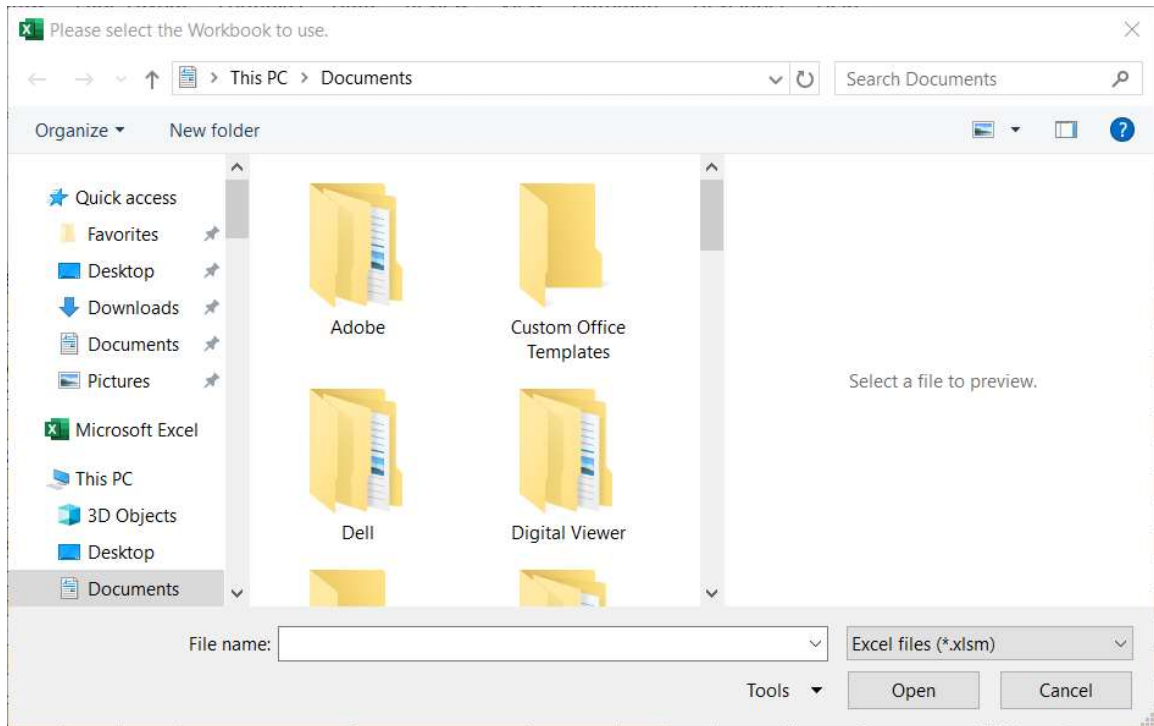 Please select the Workbook to use.
This PC > Documents
Search Documents
Organize
New folder
Quick access
Favorites
Desktop
Downloads
Documents
Pictures
Microsoft Excel
This PC
3D Objects
Desktop
Documents
Adobe
Custom Office
Templates
Dell
Digital Viewer
Select a file to preview.
File name:
Excel files (*.xlsm)
Tools
Open
Cancel